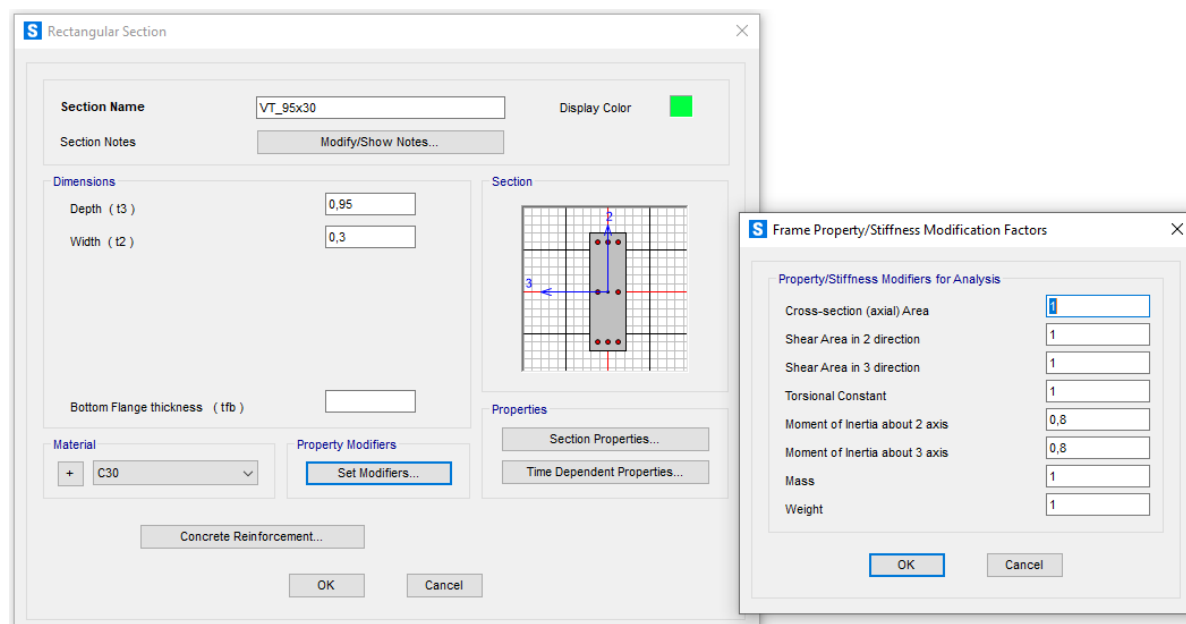 S Rectangular Section
Section Name VT_95x30 Display Color
Section Notes Modify/Show Notes...
Dimensions
Depth ( t3 ) 0,95
Width ( t2 ) 0,3
Bottom Flange thickness ( tfb )
Section
2
3
Properties
Section Properties...
Time Dependent Properties...
Material
+ C30
Property Modifiers
Set Modifiers...
Concrete Reinforcement...
OK Cancel
S Frame Property/Stiffness Modification Factors
Property/Stiffness Modifiers for Analysis
Cross-section (axial) Area 1
Shear Area in 2 direction 1
Shear Area in 3 direction 1
Torsional Constant 1
Moment of Inertia about 2 axis 0,8
Moment of Inertia about 3 axis 0,8
Mass 1
Weight 1
OK Cancel